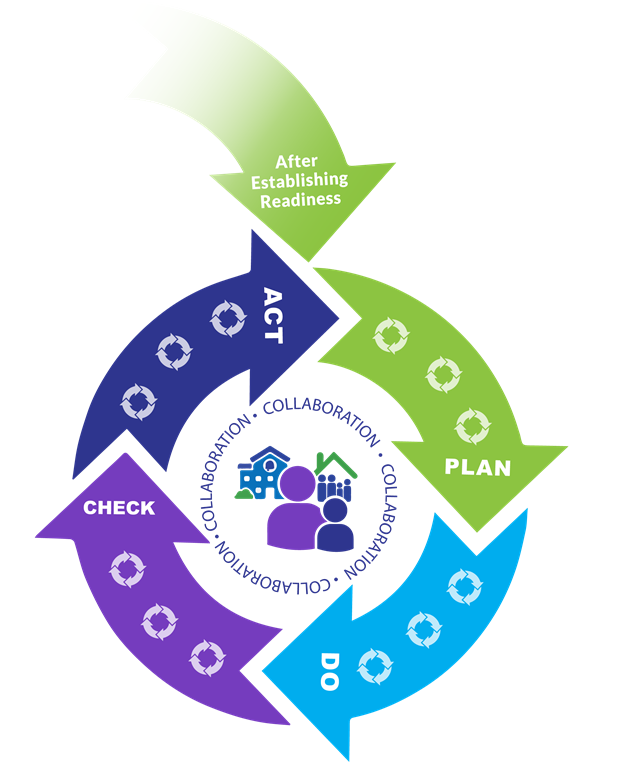 After
Establishing
Readiness
ACT
PLAN
DO
CHECK
COLLABORATION • COLLABORATION • COLLABORATION • COLLABORATION •